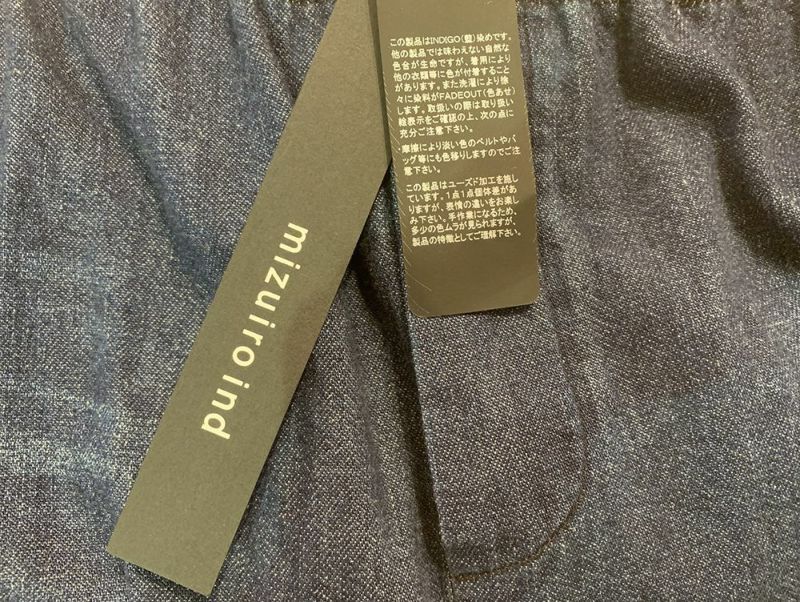 この製品はINDIGO(藍)染めです。
他の製品では味わえない自然な
色合が生命ですが、着用により
他の衣類等に色が付着すること
があります。また洗濯により徐
々に染料がFADEOUT(色あせ)
します。取扱いの際は取り扱い
絵表示をご確認の上、次の点に
充分ご注意下さい。
摩擦により淡い色のベルトやバ
ッグ等にも色移りしますのでご注
意下さい。
この製品はユーズド加工を施し
ています。1点1点個体差があ
りますが、表情の違いをお楽し
み下さい。手作業になるため、
多少の色ムラが見られますが、
製品の特徴としてご理解下さい。
mizuiro ind